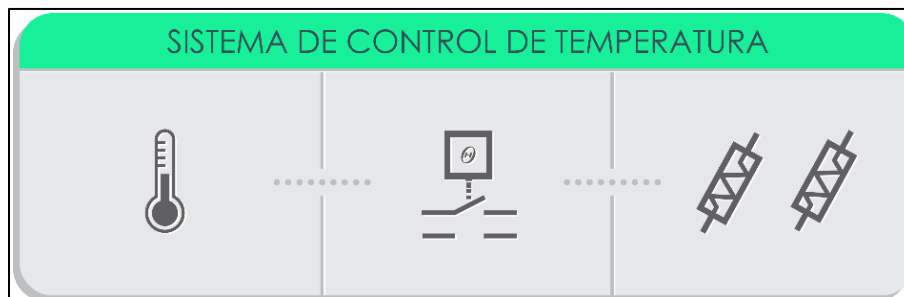 SISTEMA DE CONTROL DE TEMPERATURA
Θ